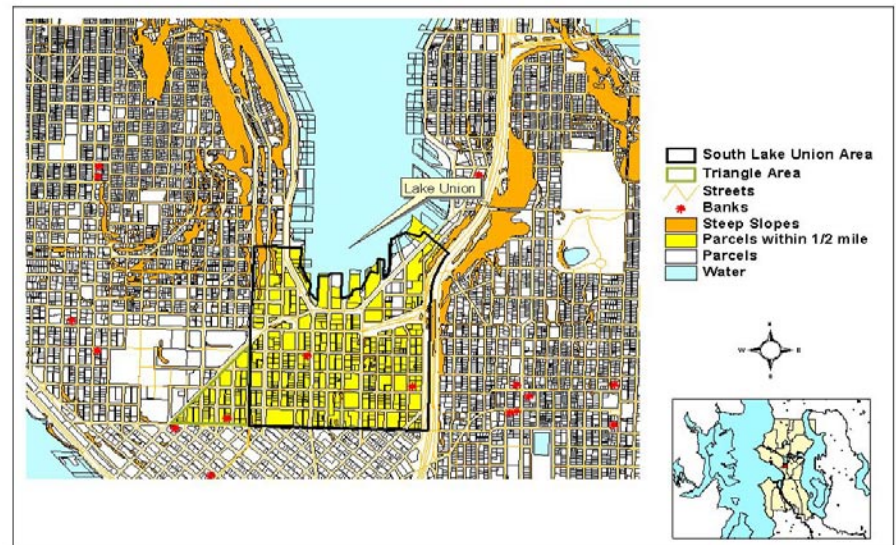 Lake Union
South Lake Union Area
Triangle Area
Streets
Banks
Steep Slopes
Parcels within 1/2 mile
Parcels
Water
W E